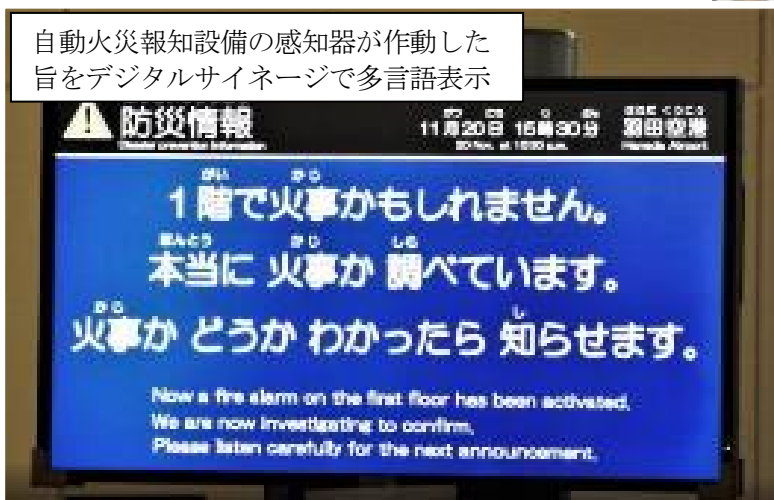 自動火災報知設備の感知器が作動した
旨をデジタルサイネージで多言語表示
防災情報
Disaster prevention information
11月20日 16時30分
羽田空港
Haneda Airport
1階で火事かもしれません。
本当に 火事か 調べています。
火事か どうか わかったら 知らせます。
Now a fire alarm on the first floor has been activated.
We are now investigating to confirm.
Please listen carefully for the next announcement.